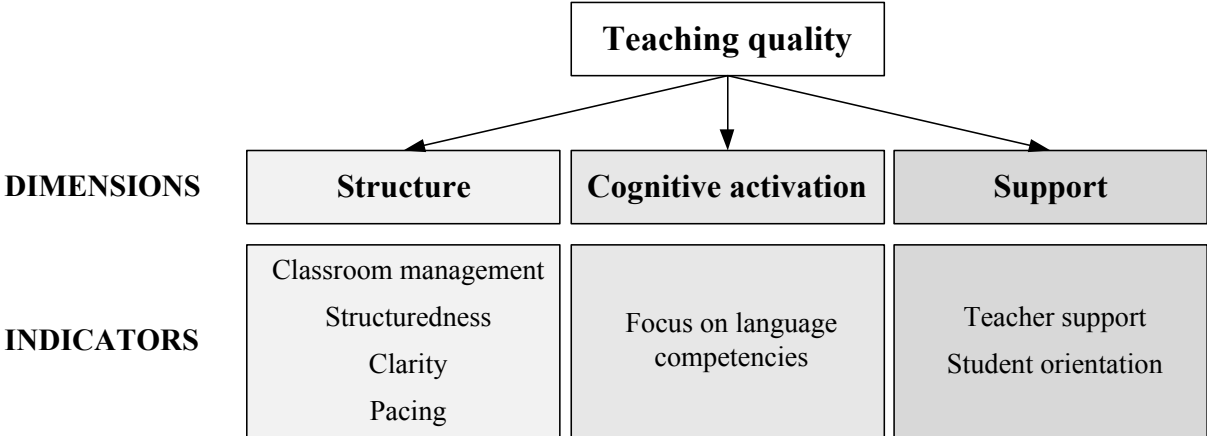 Teaching quality
DIMENSIONS
Structure
Cognitive activation
Support
INDICATORS
Classroom management
Structuredness
Clarity
Pacing
Focus on language
competencies
Teacher support
Student orientation